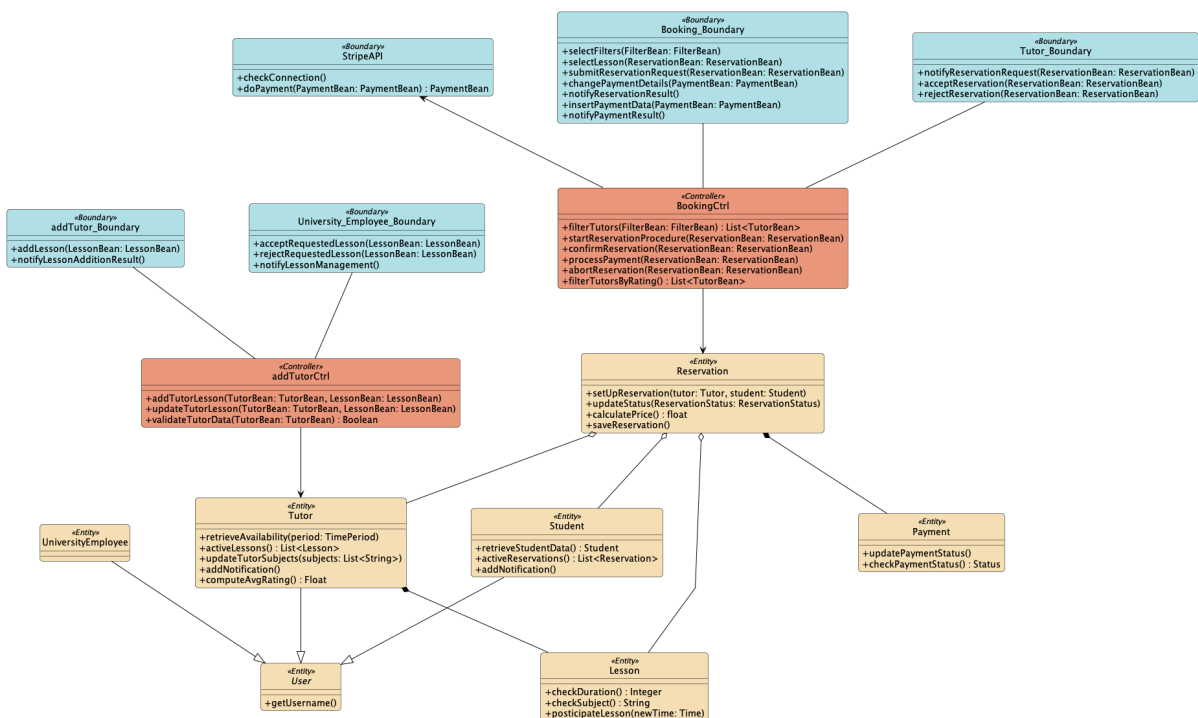 «Boundary»
Booking_Boundary
+selectFilters(FilterBean: FilterBean)
+selectLesson(ReservationBean: ReservationBean)
+submitReservationRequest(ReservationBean: ReservationBean)
+changePaymentDetails(PaymentBean: PaymentBean)
+notifyReservationResult()
+insertPaymentData(PaymentBean: PaymentBean)
+notifyPaymentResult()
«Boundary»
StripeAPI
+checkConnection()
+doPayment(PaymentBean: PaymentBean) : PaymentBean
«Boundary»
Tutor_Boundary
+notifyReservationRequest(ReservationBean: ReservationBean)
+acceptReservation(ReservationBean: ReservationBean)
+rejectReservation(ReservationBean: ReservationBean)
«Controller»
BookingCtrl
+filterTutors(FilterBean: FilterBean) : List<TutorBean>
+startReservationProcedure(ReservationBean: ReservationBean)
+confirmReservation(ReservationBean: ReservationBean)
+processPayment(ReservationBean: ReservationBean)
+abortReservation(ReservationBean: ReservationBean)
+filterTutorsByRating() : List<TutorBean>
«Boundary»
addTutor_Boundary
+addLesson(LessonBean: LessonBean)
+notifyLessonAdditionResult()
«Boundary»
University_Employee_Boundary
+acceptRequestedLesson(LessonBean: LessonBean)
+rejectRequestedLesson(LessonBean: LessonBean)
+notifyLessonManagement()
«Controller»
addTutorCtrl
+addTutorLesson(TutorBean: TutorBean, LessonBean: LessonBean)
+updateTutorLesson(TutorBean: TutorBean, LessonBean: LessonBean)
+validateTutorData(TutorBean: TutorBean) : Boolean
«Entity»
Reservation
+setUpReservation(tutor: Tutor, student: Student)
+updateStatus(ReservationStatus: ReservationStatus)
+calculatePrice() : float
+saveReservation()
«Entity»
UniversityEmployee
«Entity»
Tutor
+retrieveAvailability(period: TimePeriod)
+activeLessons() : List<Lesson>
+updateTutorSubjects(subjects: List<String>)
+addNotification()
+computeAvgRating() : Float
«Entity»
Student
+retrieveStudentData() : Student
+activeReservations() : List<Reservation>
+addNotification()
«Entity»
Payment
+updatePaymentStatus()
+checkPaymentStatus() : Status
«Entity»
User
+getUsername()
«Entity»
Lesson
+checkDuration() : Integer
+checkSubject() : String
+posticipateLesson(newTime: Time)